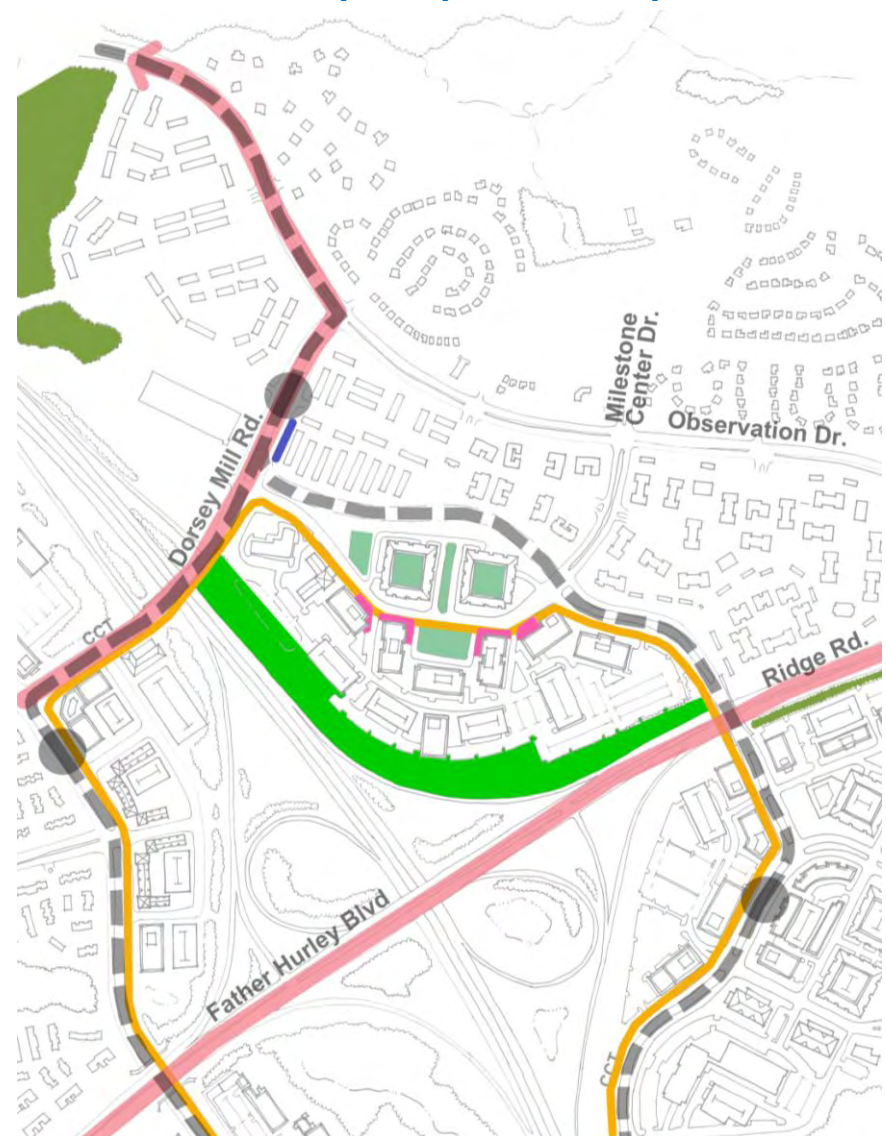 Milestone
Center Dr.
Observation Dr.
Dorsey Mill Rd.
CCT
Ridge Rd.
Father Hurley Blvd
CCT